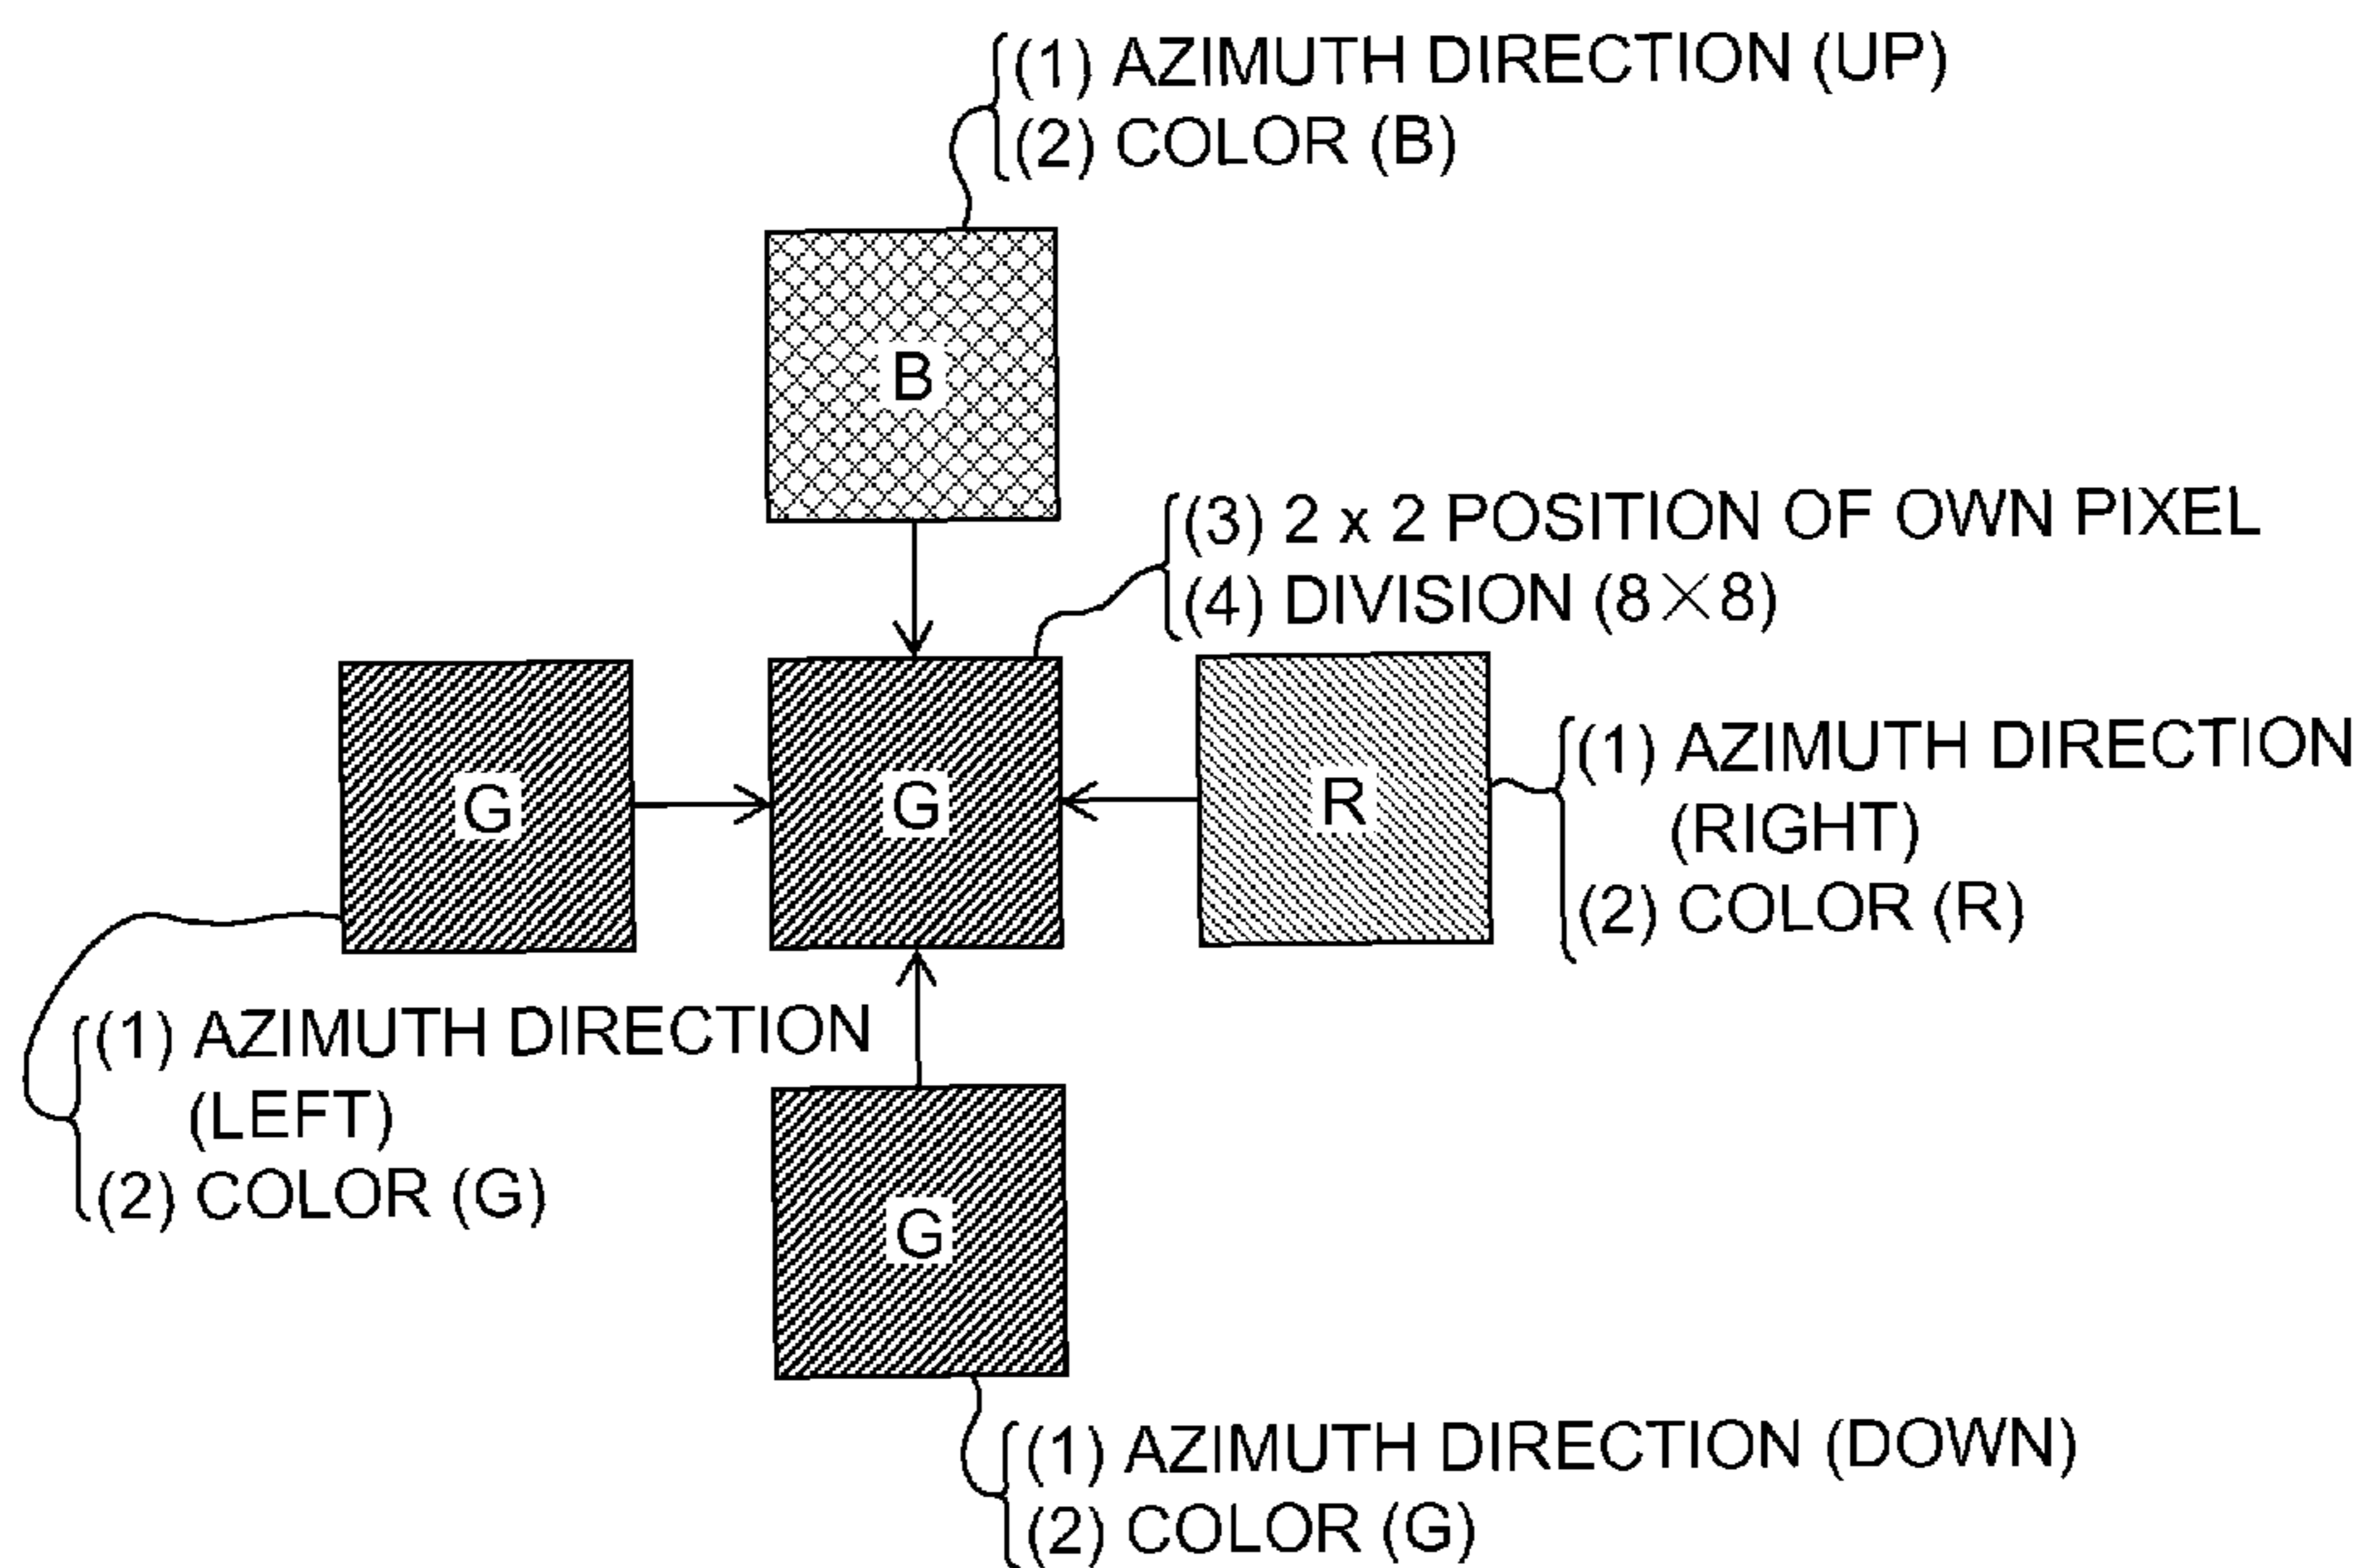 (1) AZIMUTH DIRECTION (UP)
(2) COLOR (B)
B
(3) 2 x 2 POSITION OF OWN PIXEL
(4) DIVISION (8×8)
G
G
R
(1) AZIMUTH DIRECTION
(RIGHT)
(2) COLOR (R)
(1) AZIMUTH DIRECTION
(LEFT)
(2) COLOR (G)
G
(1) AZIMUTH DIRECTION (DOWN)
(2) COLOR (G)